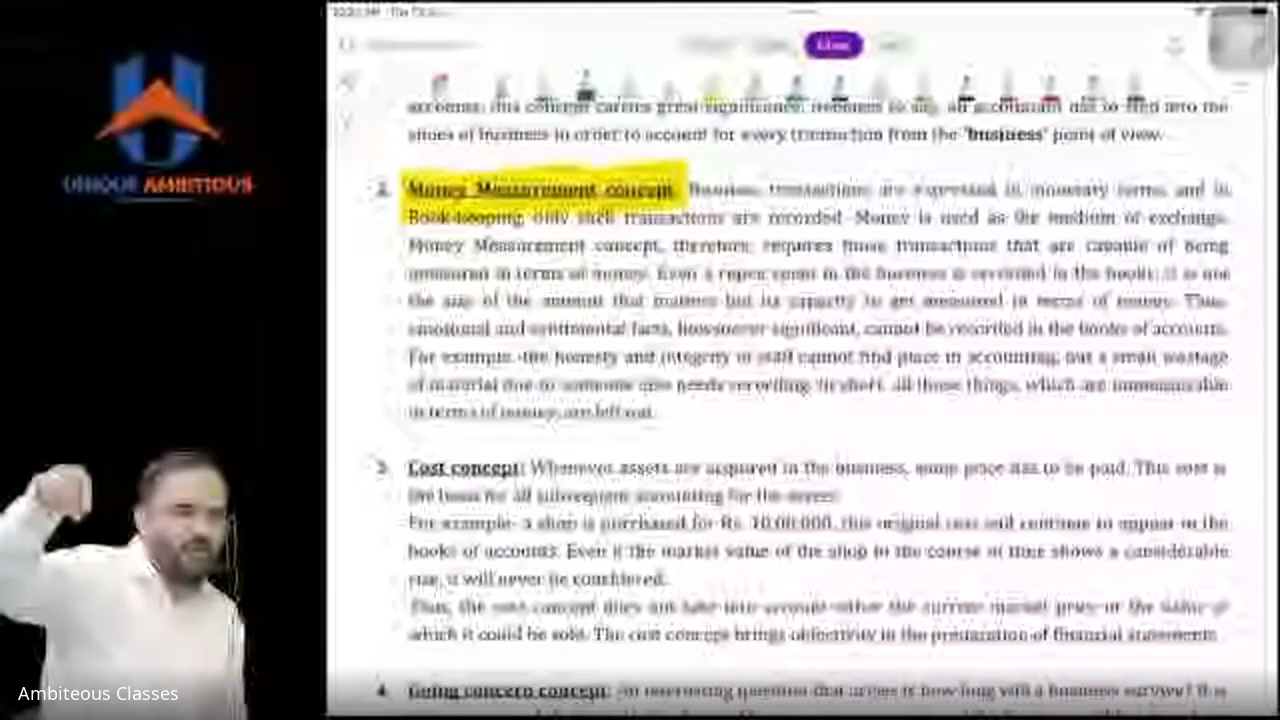 UNIQUE AMBITIOUS
accounts, this concept carries great significance. Needless to say, an accountant has to step into the
shoes of business in order to account for every transaction from the 'business' point of view.
2. Money Measurement concept: Business transactions are expressed in monetary terms, and in
Book-keeping, only such transactions are recorded. Money is used as the medium of exchange.
Money Measurement concept, therefore, requires those transactions that are capable of being
measured in terms of money. Even a rupee spent in the business is recorded in the books. It is not
the size of the amount that matters but its capacity to get measured in terms of money. Thus,
emotional and sentimental facts, howsoever significant, cannot be recorded in the books of accounts.
For example- the honesty and integrity of staff cannot find place in accounting, but a small wastage
of material due to someone needs recording. In short, all those things, which are immeasurable
in terms of money, are left out.
3. Cost concept: Whenever assets are acquired in the business, some price has to be paid. This cost is
the basis for all subsequent accounting for the asset.
For example- a shop is purchased for Rs. 10,00,000, this original cost will continue to appear in the
books of accounts. Even if the market value of the shop in the course of time shows a considerable
rise, it will never be considered.
Thus, the cost concept does not take into account either the current market price or the value at
which it could be sold. The cost concept brings objectivity in the preparation of financial statements.
4. Going concern concept: An interesting question that arises is how long will a business survive? It is
Ambiteous Classes